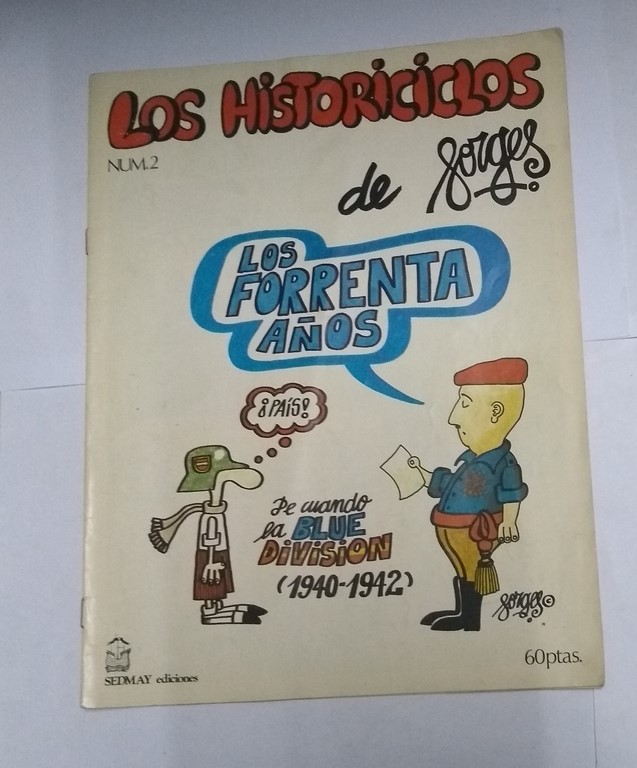 LOS HISTORICICLOS
NUM.2
de Forges
LOS
FORRENTA
AÑOS
¡PAÍS!
De cuando
la BLUE
DIVISION
(1940-1942)
Forges ©
60ptas.
SEDMAY ediciones